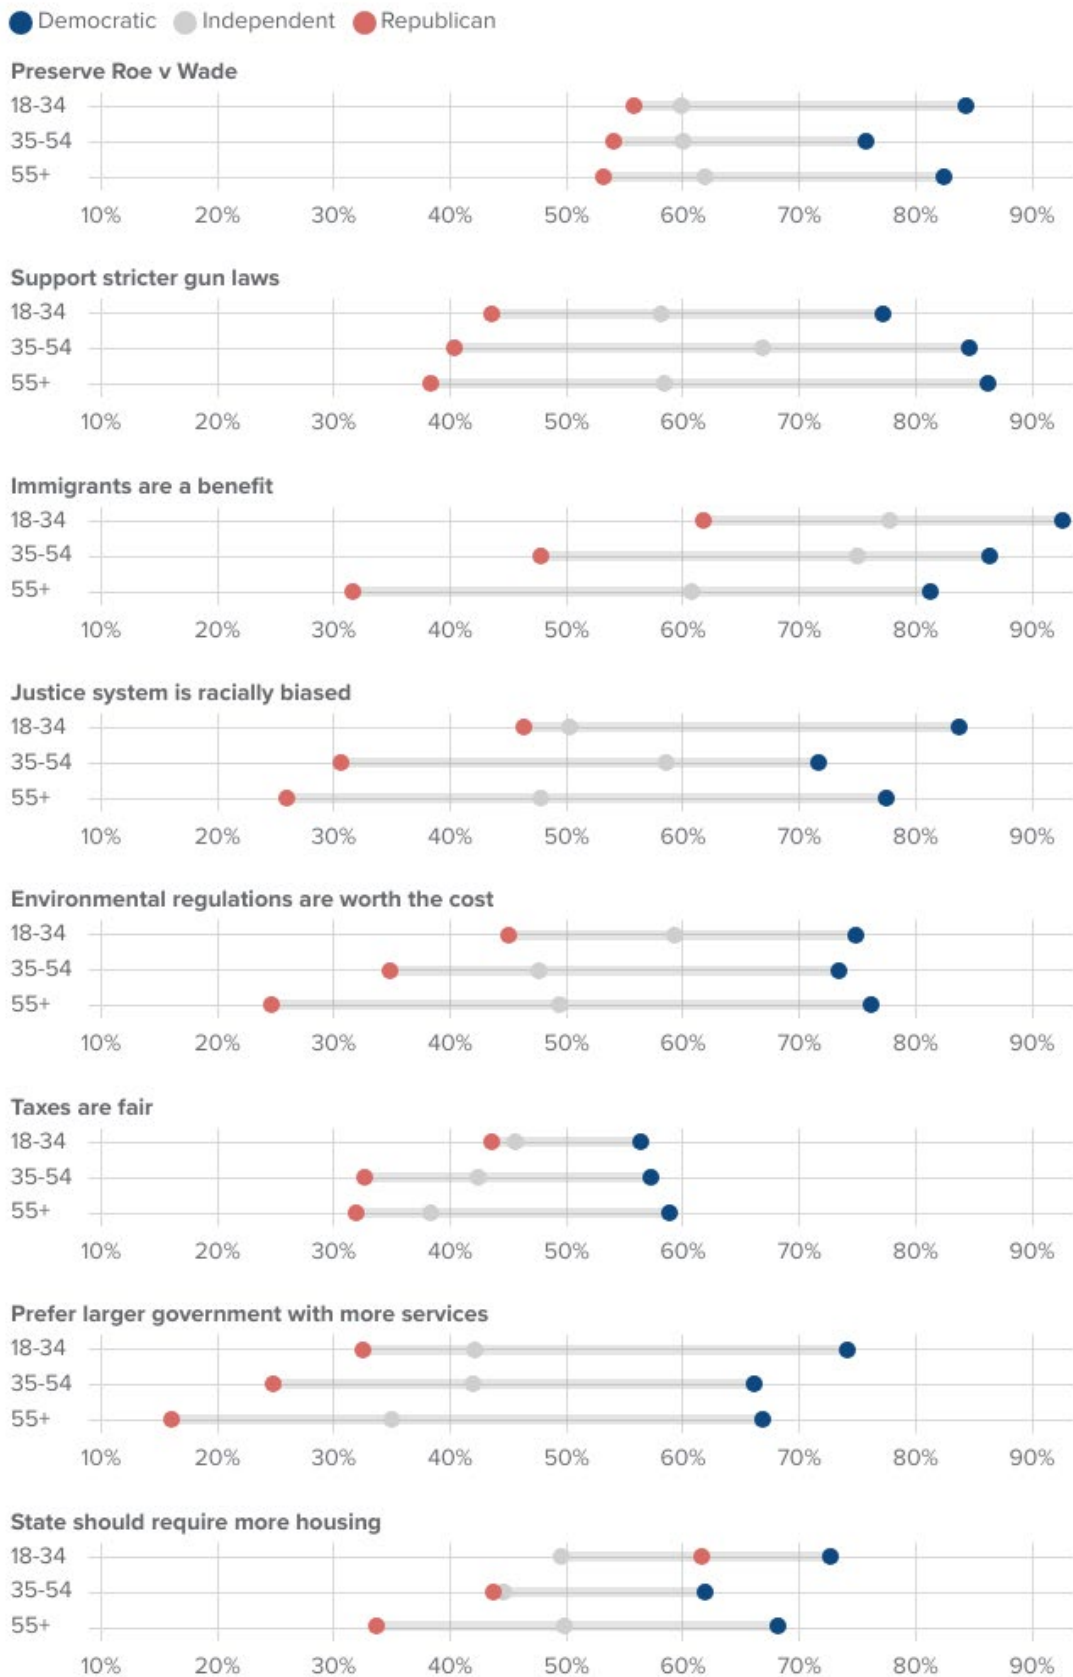 Democratic Independent Republican
Preserve Roe v Wade
18-34
35-54
55+
10% 20% 30% 40% 50% 60% 70% 80% 90%
Support stricter gun laws
18-34
35-54
55+
10% 20% 30% 40% 50% 60% 70% 80% 90%
Immigrants are a benefit
18-34
35-54
55+
10% 20% 30% 40% 50% 60% 70% 80% 90%
Justice system is racially biased
18-34
35-54
55+
10% 20% 30% 40% 50% 60% 70% 80% 90%
Environmental regulations are worth the cost
18-34
35-54
55+
10% 20% 30% 40% 50% 60% 70% 80% 90%
Taxes are fair
18-34
35-54
55+
10% 20% 30% 40% 50% 60% 70% 80% 90%
Prefer larger government with more services
18-34
35-54
55+
10% 20% 30% 40% 50% 60% 70% 80% 90%
State should require more housing
18-34
35-54
55+
10% 20% 30% 40% 50% 60% 70% 80% 90%